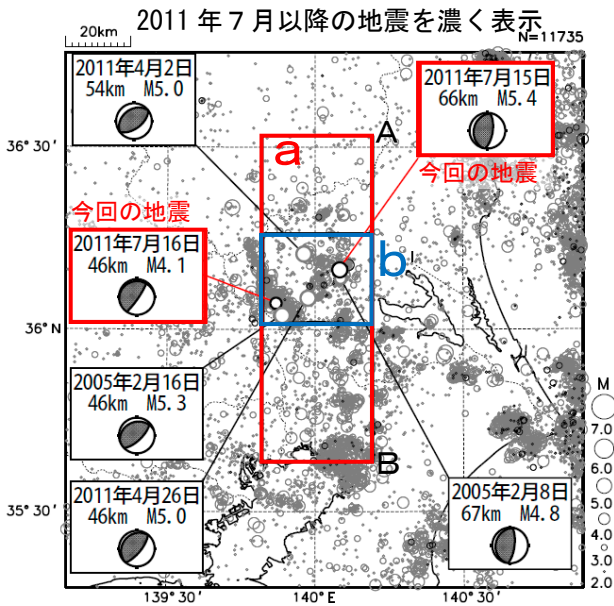 2011年7月以降の地震を濃く表示
20km
N=11735
2011年4月2日
54km M5.0
2011年7月15日
66km M5.4
今回の地震
A
a
36°30′
今回の地震
2011年7月16日
46km M4.1
b
36°N
2005年2月16日
46km M5.3
M
7.0
6.0
5.0
4.0
3.0
2.0
B
2011年4月26日
46km M5.0
2005年2月8日
67km M4.8
35°30′
139°30′
140°E
140°30′